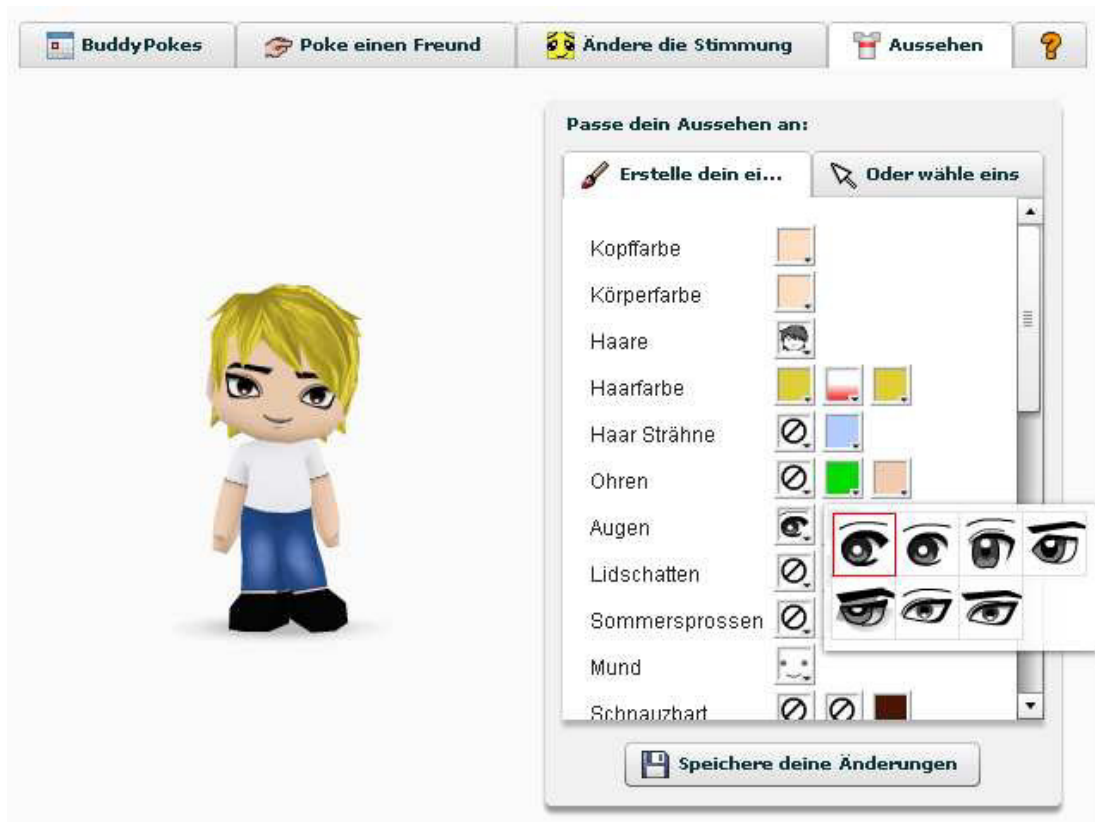 BuddyPokes Poke einen Freund Ändere die Stimmung Aussehen ?
Passe dein Aussehen an:
Erstelle dein ei... Oder wähle eins
Kopffarbe
Körperfarbe
Haare
Haarfarbe
Haar Strähne
Ohren
Augen
Lidschatten
Sommersprossen
Mund
Schnauzbart
Speichere deine Änderungen